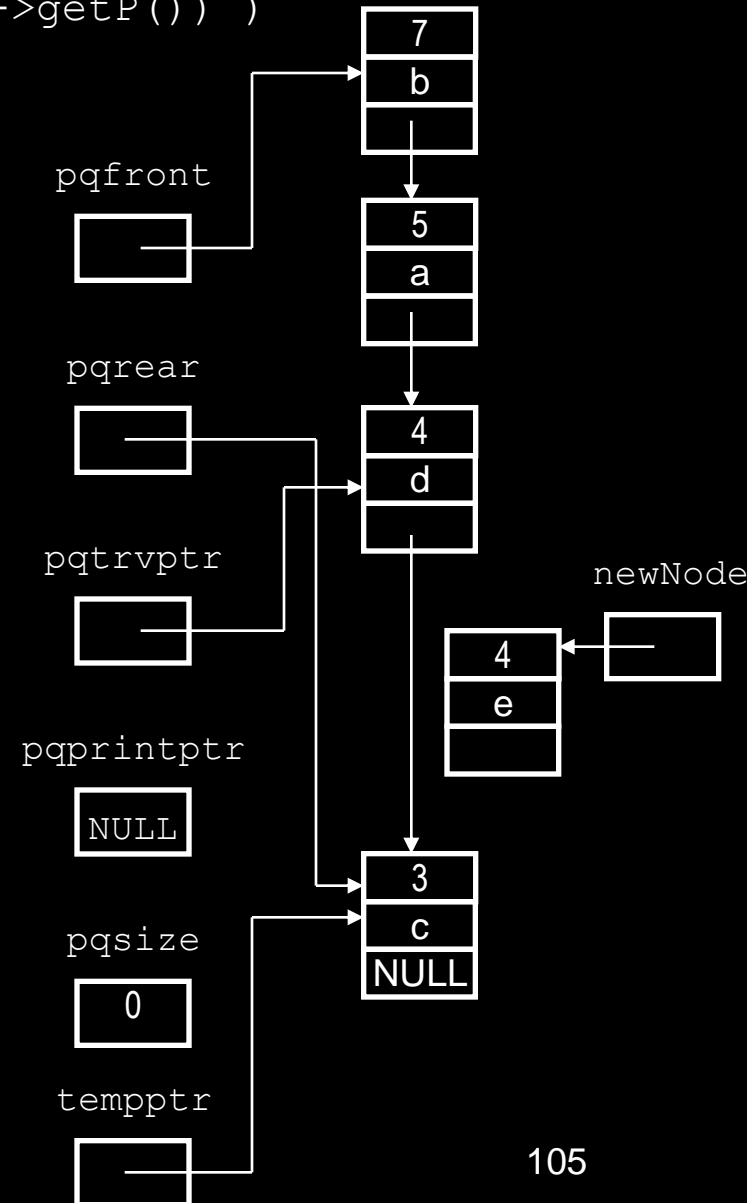 ->getP()) )
7
b
pqfront
5
a
pqrear
4
d
pqtrvptr
newNode
4
e
pqprintptr
NULL
3
c
NULL
pqsize
0
tempptr
105